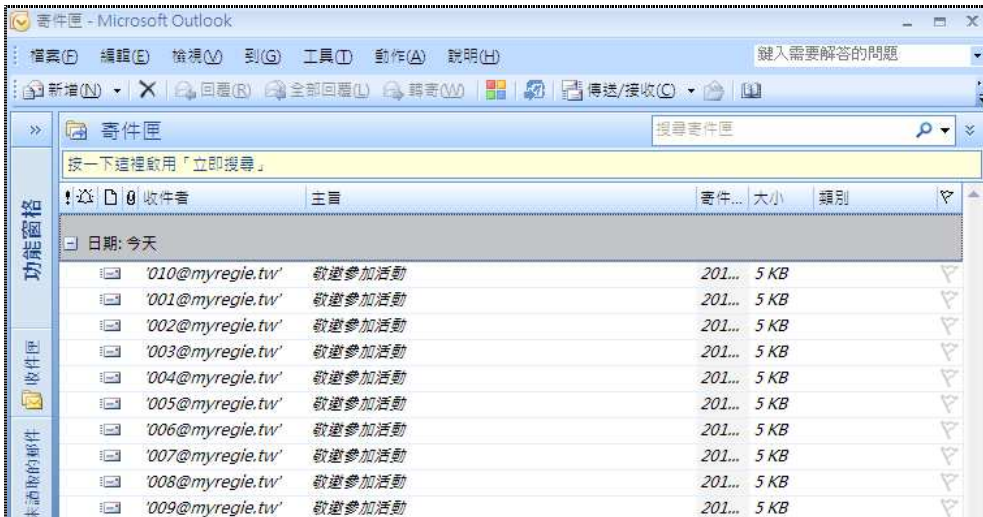 寄件匣 - Microsoft Outlook
檔案(F) 編輯(E) 檢視(V) 到(G) 工具(T) 動作(A) 說明(H) 鍵入需要解答的問題
新增(N) 回覆(R) 全部回覆(L) 轉寄(W) 傳送/接收(C)
寄件匣 搜尋寄件匣
按一下這裡啟用「立即搜尋」
收件者 主旨 寄件... 大小 類別
日期: 今天
'010@myregie.tw' 敬邀參加活動 201... 5 KB
'001@myregie.tw' 敬邀參加活動 201... 5 KB
'002@myregie.tw' 敬邀參加活動 201... 5 KB
'003@myregie.tw' 敬邀參加活動 201... 5 KB
'004@myregie.tw' 敬邀參加活動 201... 5 KB
'005@myregie.tw' 敬邀參加活動 201... 5 KB
'006@myregie.tw' 敬邀參加活動 201... 5 KB
'007@myregie.tw' 敬邀參加活動 201... 5 KB
'008@myregie.tw' 敬邀參加活動 201... 5 KB
'009@myregie.tw' 敬邀參加活動 201... 5 KB
功能窗格
收件匣
未讀取的郵件